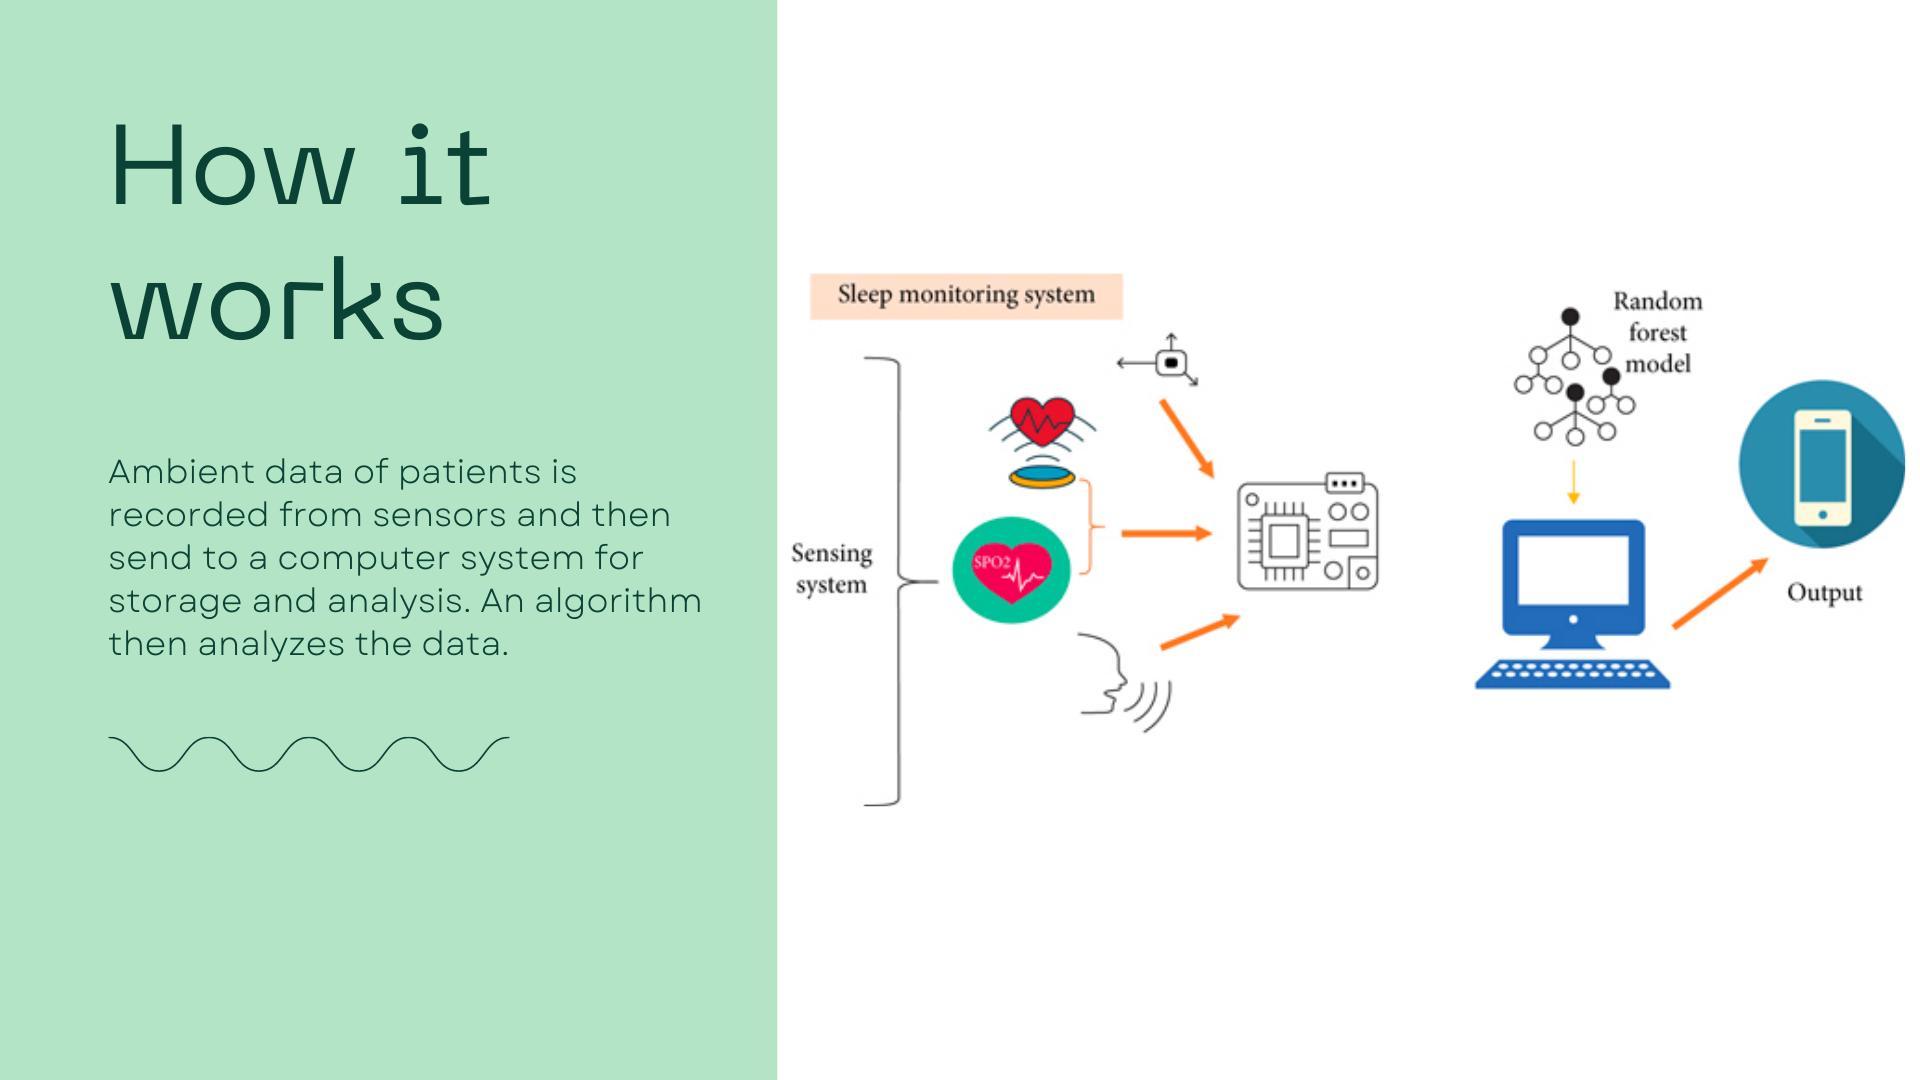 How it
works
Ambient data of patients is
recorded from sensors and then
send to a computer system for
storage and analysis. An algorithm
then analyzes the data.
Sleep monitoring system
Sensing
system
SPO2
Random
forest
model
Output